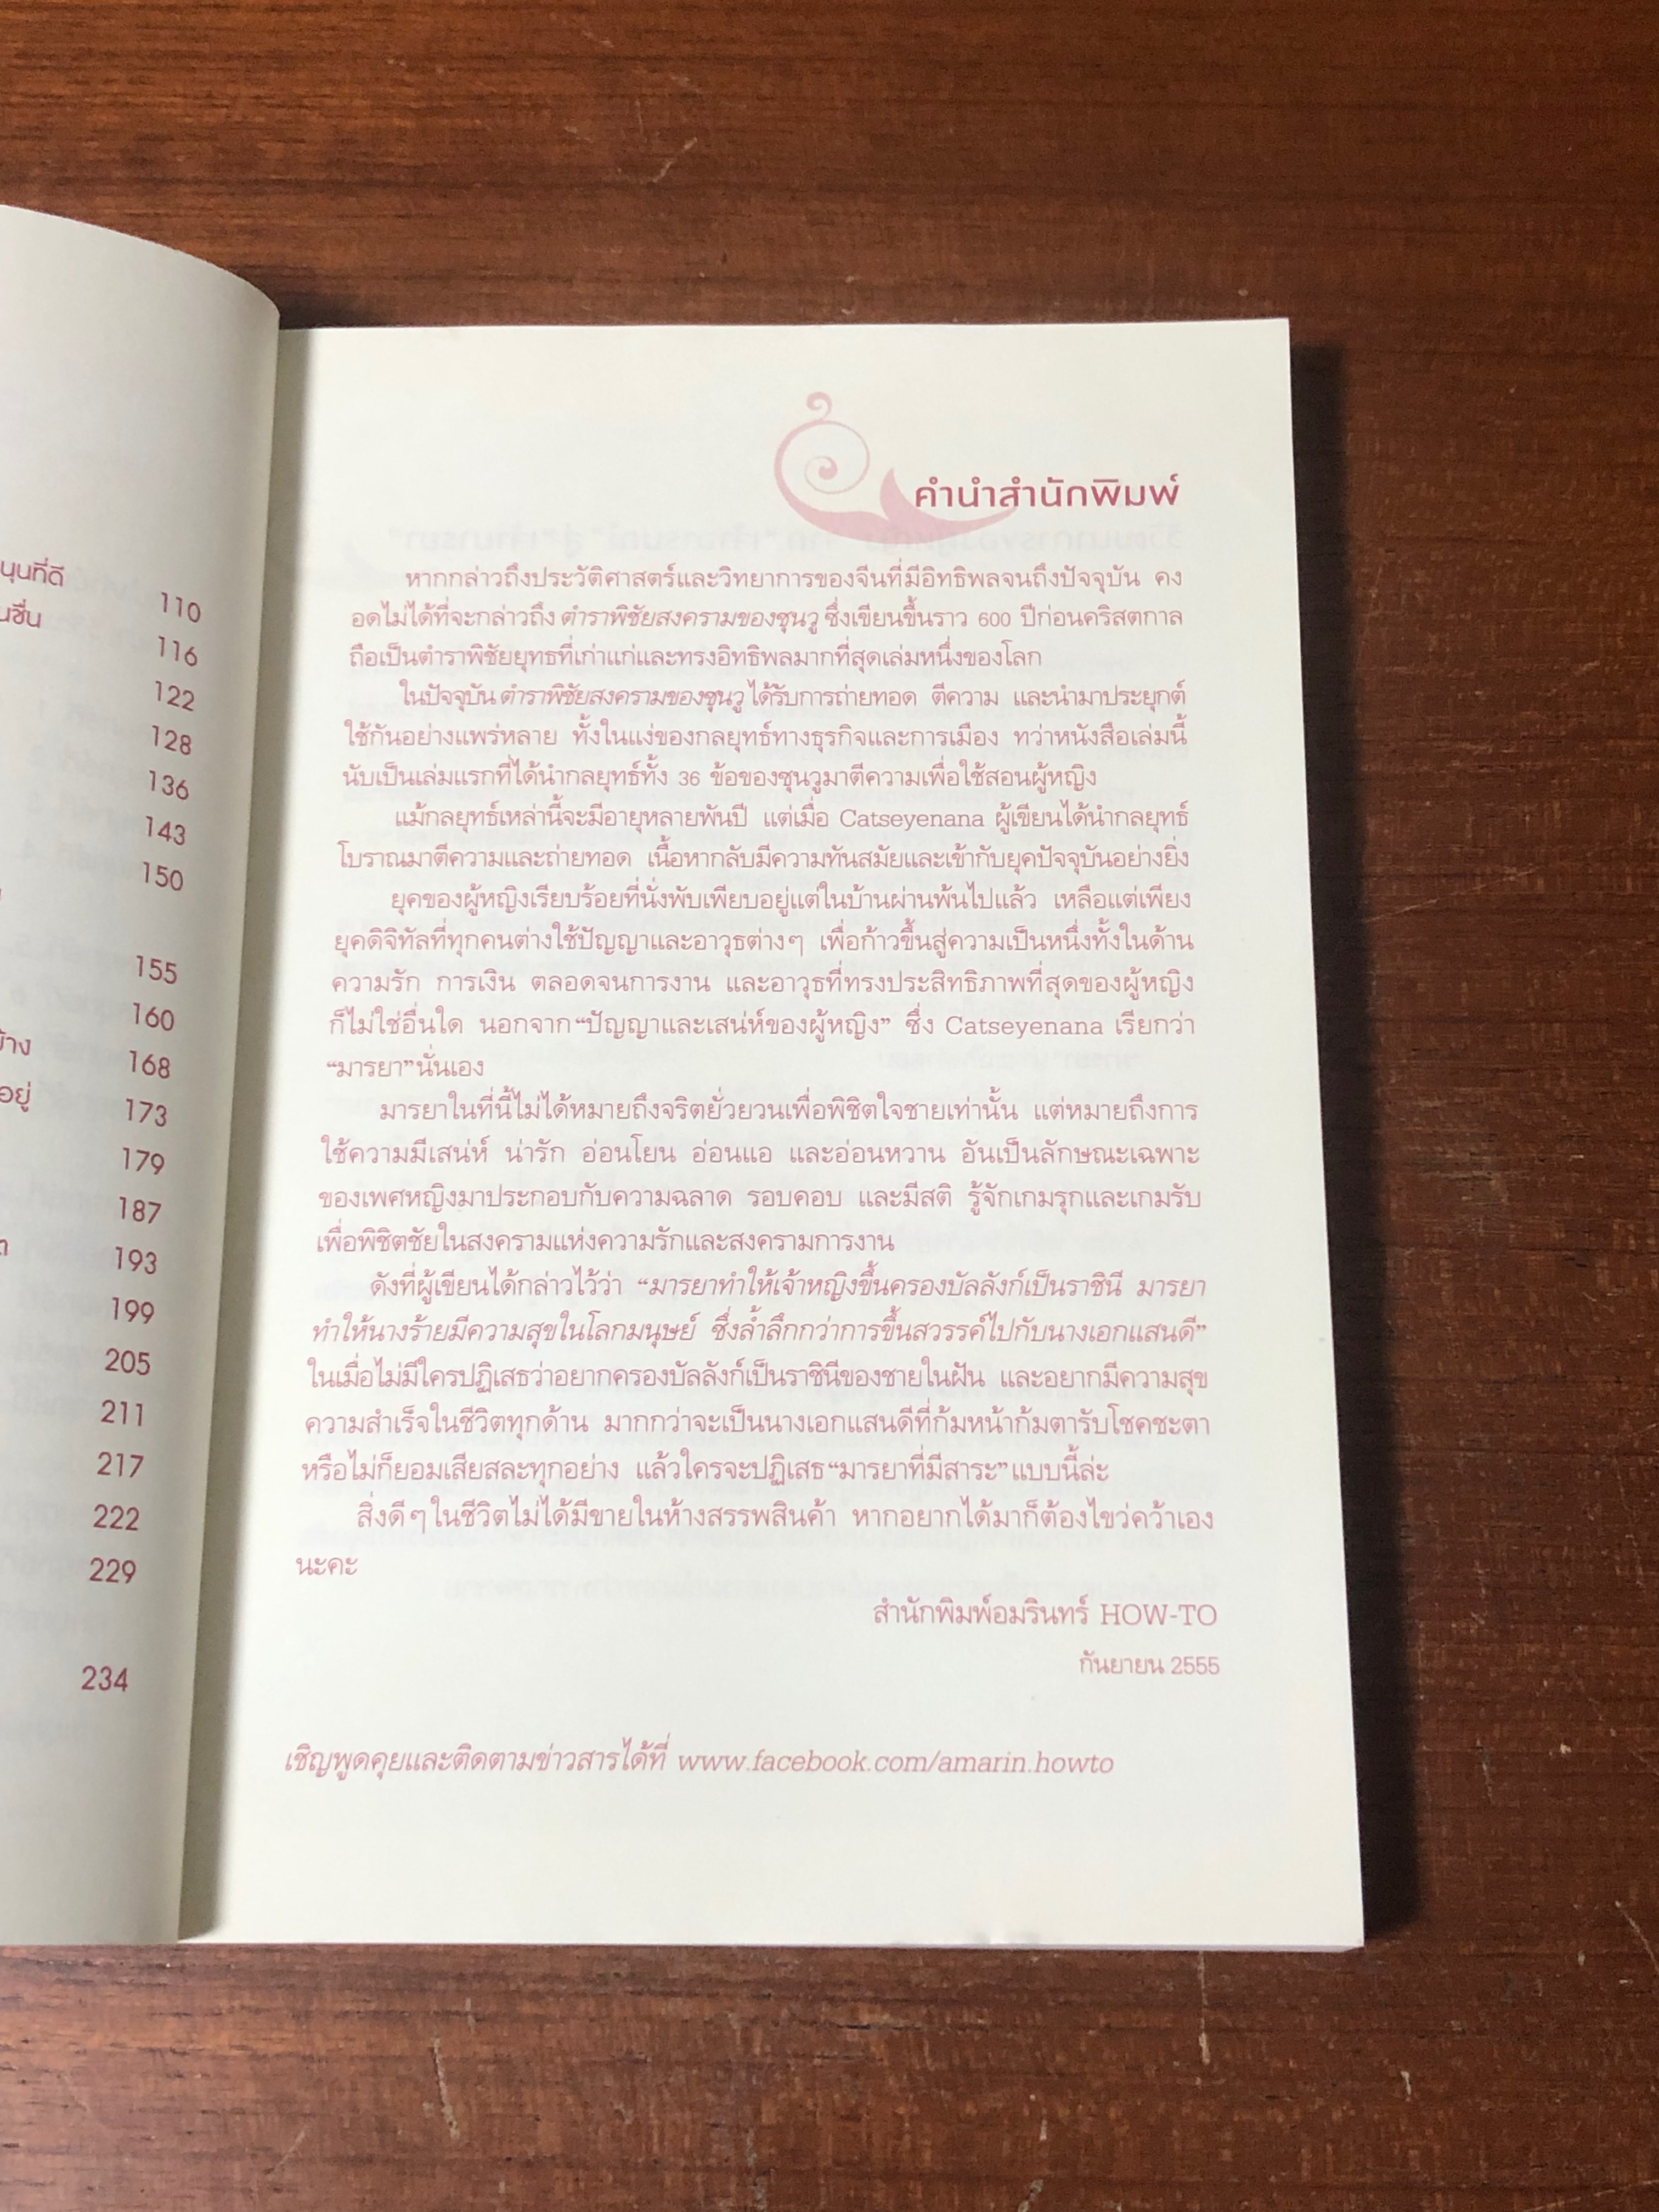 นุนที่ดี 110
นชื่น 116
122
128
136
143
150
155
160
ข้าง 168
อยู่ 173
179
187
193
199
205
211
217
222
229
234
คำนำสำนักพิมพ์
หากกล่าวถึงประวัติศาสตร์และวิทยาการของจีนที่มีอิทธิพลจนถึงปัจจุบัน คง
อดไม่ได้ที่จะกล่าวถึง ตำราพิชัยสงครามของซุนวู ซึ่งเขียนขึ้นราว 600 ปีก่อนคริสตกาล
ถือเป็นตำราพิชัยยุทธที่เก่าแก่และทรงอิทธิพลมากที่สุดเล่มหนึ่งของโลก
ในปัจจุบัน ตำราพิชัยสงครามของซุนวู ได้รับการถ่ายทอด ตีความ และนำมาประยุกต์
ใช้กันอย่างแพร่หลาย ทั้งในแง่ของกลยุทธ์ทางธุรกิจและการเมือง ทว่าหนังสือเล่มนี้
นับเป็นเล่มแรกที่ได้นำกลยุทธ์ทั้ง 36 ข้อของซุนวูมาตีความเพื่อใช้สอนผู้หญิง
แม้กลยุทธ์เหล่านี้จะมีอายุหลายพันปี แต่เมื่อ Catseyenana ผู้เขียนได้นำกลยุทธ์
โบราณมาตีความและถ่ายทอด เนื้อหากลับมีความทันสมัยและเข้ากับยุคปัจจุบันอย่างยิ่ง
ยุคของผู้หญิงเรียบร้อยที่นั่งพับเพียบอยู่แต่ในบ้านผ่านพ้นไปแล้ว เหลือแต่เพียง
ยุคดิจิทัลที่ทุกคนต่างใช้ปัญญาและอาวุธต่างๆ เพื่อก้าวขึ้นสู่ความเป็นหนึ่งทั้งในด้าน
ความรัก การเงิน ตลอดจนการงาน และอาวุธที่ทรงประสิทธิภาพที่สุดของผู้หญิง
ก็ไม่ใช่อื่นใด นอกจาก “ปัญญาและเสน่ห์ของผู้หญิง” ซึ่ง Catseyenana เรียกว่า
“มารยา” นั่นเอง
มารยาในที่นี้ไม่ได้หมายถึงจริตยั่วยวนเพื่อพิชิตใจชายเท่านั้น แต่หมายถึงการ
ใช้ความมีเสน่ห์ น่ารัก อ่อนโยน อ่อนแอ และอ่อนหวาน อันเป็นลักษณะเฉพาะ
ของเพศหญิงมาประกอบกับความฉลาด รอบคอบ และมีสติ รู้จักเกมรุกและเกมรับ
เพื่อพิชิตชัยในสงครามแห่งความรักและสงครามการงาน
ดังที่ผู้เขียนได้กล่าวไว้ว่า “มารยาทำให้เจ้าหญิงขึ้นครองบัลลังก์เป็นราชินี มารยา
ทำให้นางร้ายมีความสุขในโลกมนุษย์ ซึ่งล้ำลึกกว่าการขึ้นสวรรค์ไปกับนางเอกแสนดี”
ในเมื่อไม่มีใครปฏิเสธว่าอยากครองบัลลังก์เป็นราชินีของชายในฝัน และอยากมีความสุข
ความสำเร็จในชีวิตทุกด้าน มากกว่าจะเป็นนางเอกแสนดีที่ก้มหน้าก้มตารับโชคชะตา
หรือไม่ก็ยอมเสียสละทุกอย่าง แล้วใครจะปฏิเสธ “มารยาที่มีสาระ” แบบนี้ล่ะ
สิ่งดีๆ ในชีวิตไม่ได้มีขายในห้างสรรพสินค้า หากอยากได้มาก็ต้องไขว่คว้าเอง
นะคะ
สำนักพิมพ์อมรินทร์ HOW-TO
กันยายน 2555
เชิญพูดคุยและติดตามข่าวสารได้ที่ www.facebook.com/amarin.howto